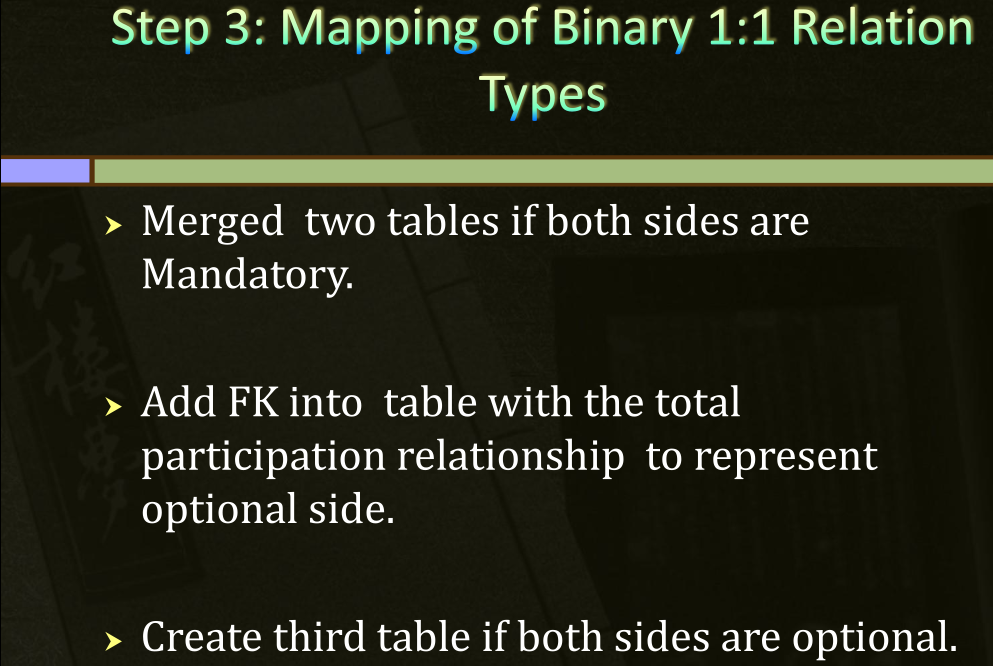 Step 3: Mapping of Binary 1:1 Relation
Types
Merged  two tables if both sides are
Mandatory.
Add FK into  table with the total
participation relationship  to represent
optional side.
Create third table if both sides are optional.